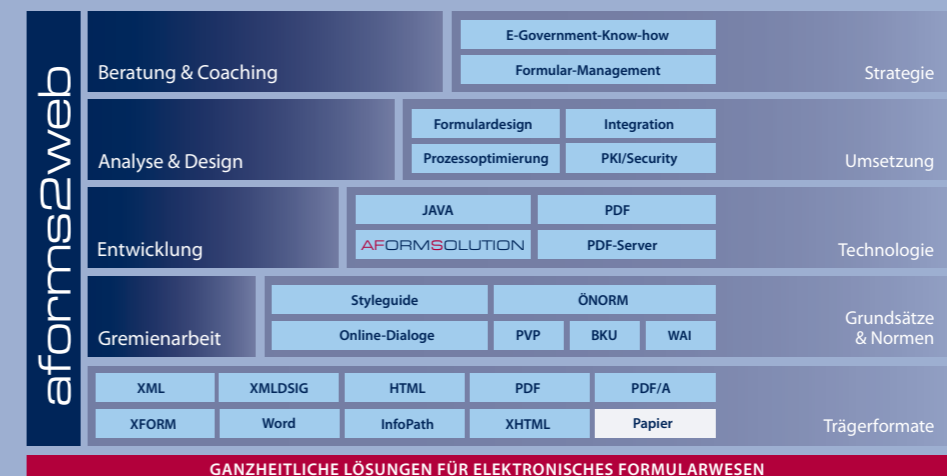 aforms2web
Beratung & Coaching
E-Government-Know-how
Formular-Management
Strategie
Analyse & Design
Formulardesign
Integration
Prozessoptimierung
PKI/Security
Umsetzung
Entwicklung
JAVA
PDF
AFORMSOLUTION
PDF-Server
Technologie
Gremienarbeit
Styleguide
ÖNORM
Online-Dialoge
PVP
BKU
WAI
Grundsätze
& Normen
XML
XMLDSIG
HTML
PDF
PDF/A
XFORM
Word
InfoPath
XHTML
Papier
Trägerformate
GANZHEITLICHE LÖSUNGEN FÜR ELEKTRONISCHES FORMULARWESEN